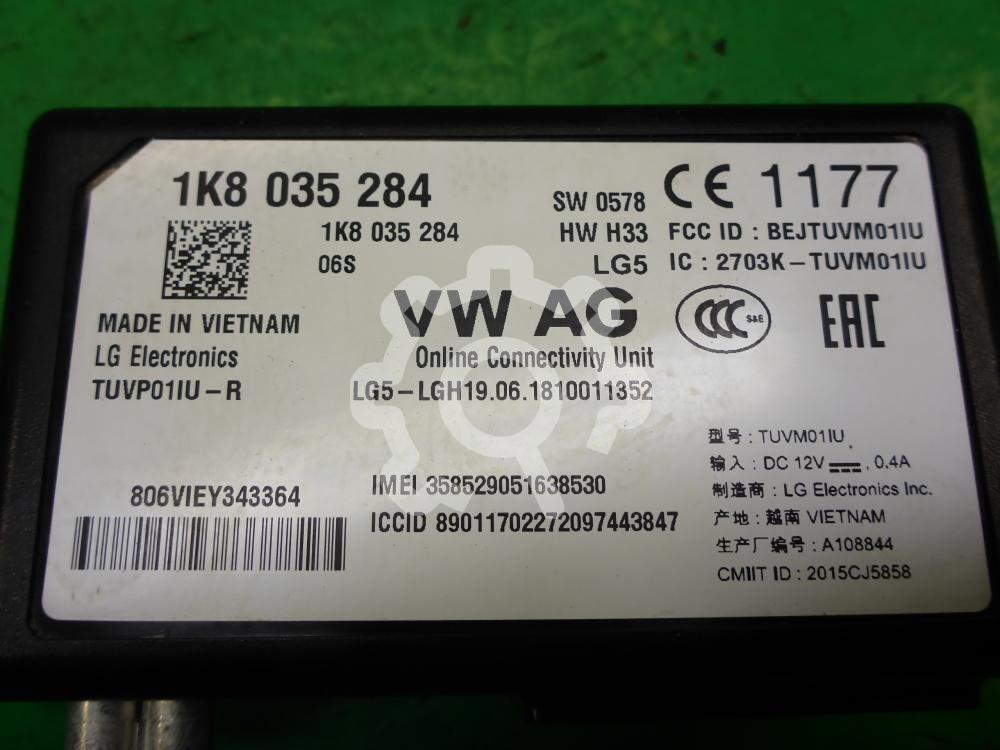 1K8 035 284
SW 0578
CE 1177
1K8 035 284
HW H33
FCC ID : BEJTUVM01IU
06S
LG5
IC : 2703K-TUVM01IU
VW AG
CCC S&E
EAC
MADE IN VIETNAM
LG Electronics
Online Connectivity Unit
TUVP01IU-R
LG5-LGH19.06.1810011352
型号 : TUVM01IU
输入 : DC 12V ⎓, 0.4A
制造商 : LG Electronics Inc.
产地 : 越南 VIETNAM
生产厂编号 : A108844
CMIIT ID : 2015CJ5858
806VIEY343364
IMEI 358529051638530
ICCID 89011702272097443847